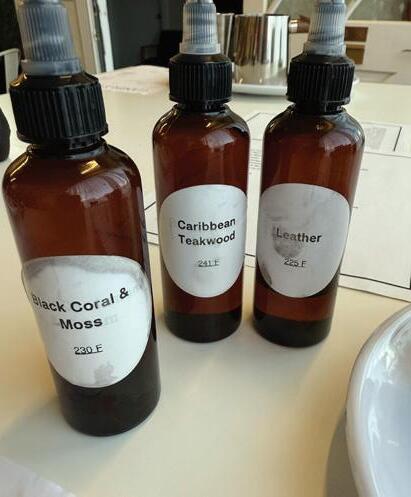 Black Coral &
Moss
230 F
Caribbean
Teakwood
241 F
Leather
225 F